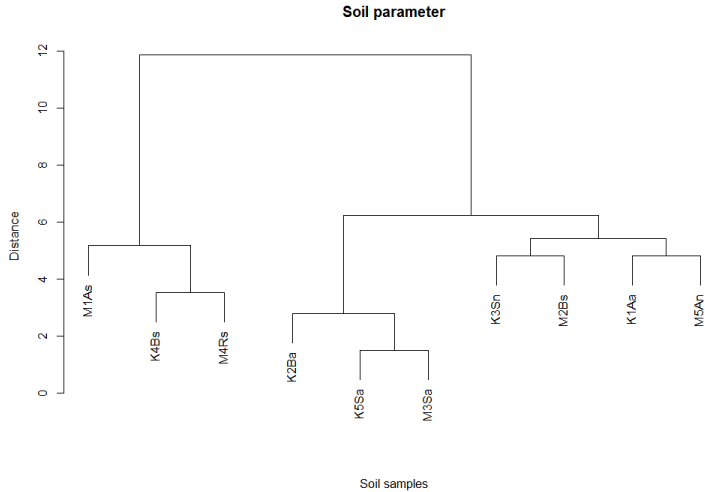 Soil parameter
12
10
8
6
4
2
0
Distance
M1As
K4Bs
M4Rs
K2Ba
K5Sa
M3Sa
K3Sn
M2Bs
K1Aa
M5An
Soil samples